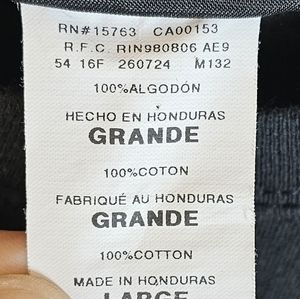 RN#15763 CA00153
R.F.C. RIN980806 AE9
54 16F 260724 M132
100%ALGODÓN
HECHO EN HONDURAS
GRANDE
100%COTON
FABRIQUÉ AU HONDURAS
GRANDE
100%COTTON
MADE IN HONDURAS
LARGE